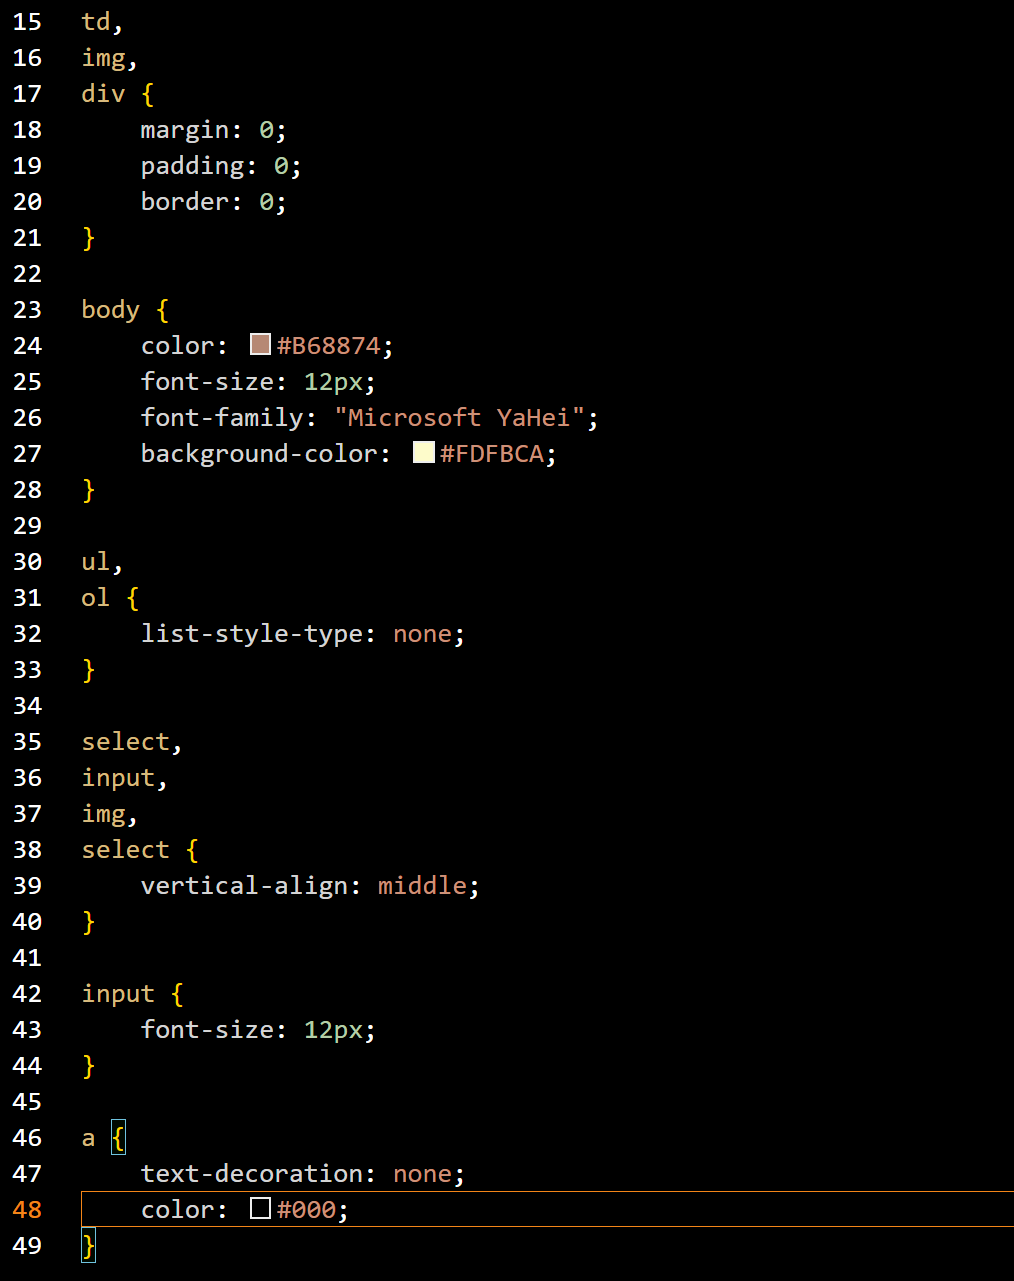 15 td,
16 img,
17 div {
18     margin: 0;
19     padding: 0;
20     border: 0;
21 }
22
23 body {
24     color: #B68874;
25     font-size: 12px;
26     font-family: "Microsoft YaHei";
27     background-color: #FDFBCA;
28 }
29
30 ul,
31 ol {
32     list-style-type: none;
33 }
34
35 select,
36 input,
37 img,
38 select {
39     vertical-align: middle;
40 }
41
42 input {
43     font-size: 12px;
44 }
45
46 a {
47     text-decoration: none;
48     color: #000;
49 }